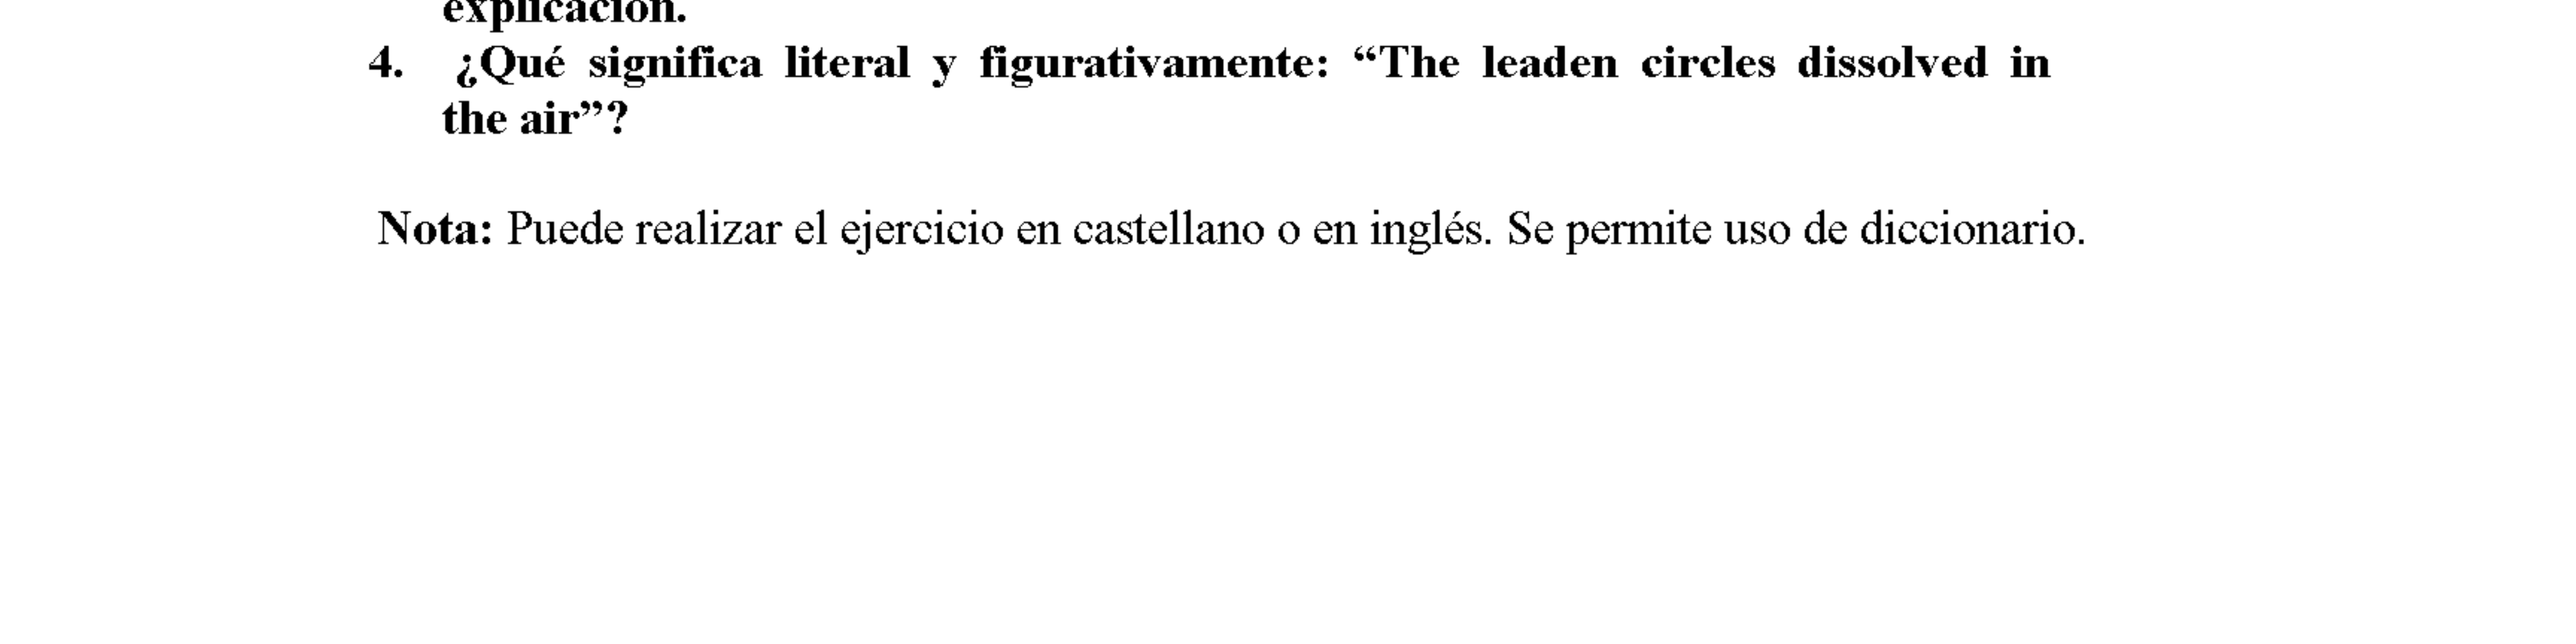 explicación.
4. ¿Qué significa literal y figurativamente: “The leaden circles dissolved in
the air”?
Nota: Puede realizar el ejercicio en castellano o en inglés. Se permite uso de diccionario.